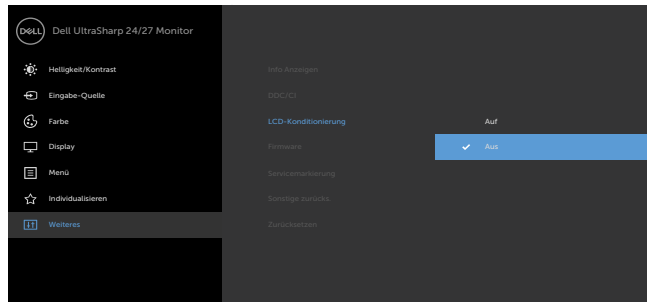 DELL Dell UltraSharp 24/27 Monitor
Helligkeit/Kontrast
Eingabe-Quelle
Farbe
Display
Menü
Individualisieren
Weiteres
Info Anzeigen
DDC/CI
LCD-Konditionierung
Firmware
Servicemarkierung
Sonstige zurücks.
Zurücksetzen
Auf
Aus